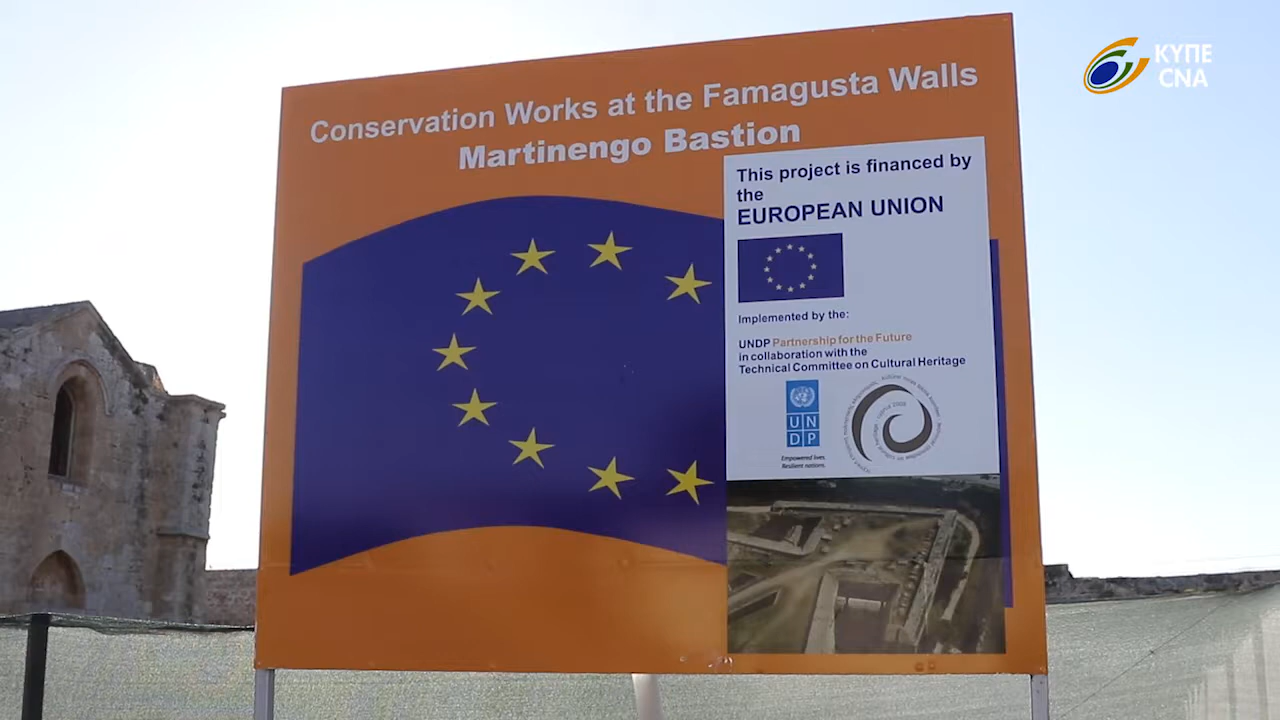 ΚΥΠΕ
CNA
Conservation Works at the Famagusta Walls
Martinengo Bastion
This project is financed by
the
EUROPEAN UNION
Implemented by the:
UNDP Partnership for the Future
in collaboration with the
Technical Committee on Cultural Heritage
UN
DP
Empowered lives.
Resilient nations.